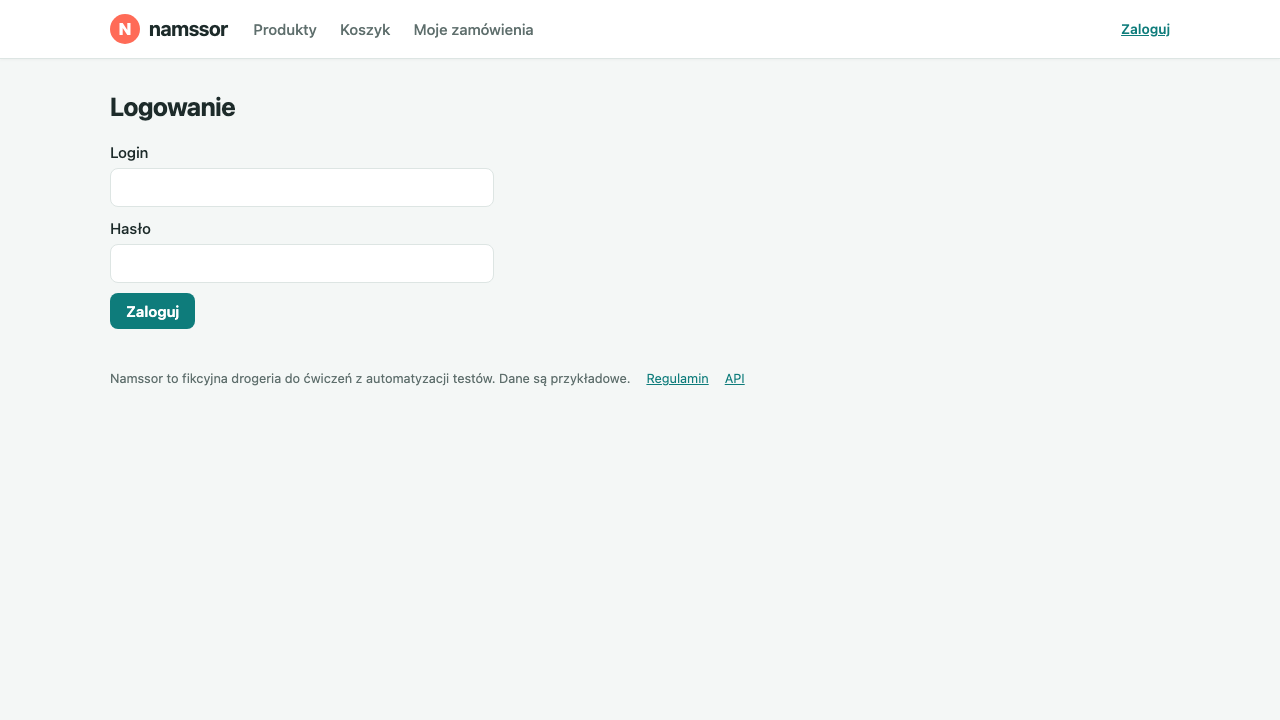 N namssor Produkty Koszyk Moje zamówienia Zaloguj
Logowanie
Login
Hasło
Zaloguj
Namssor to fikcyjna drogeria do ćwiczeń z automatyzacji testów. Dane są przykładowe. Regulamin API